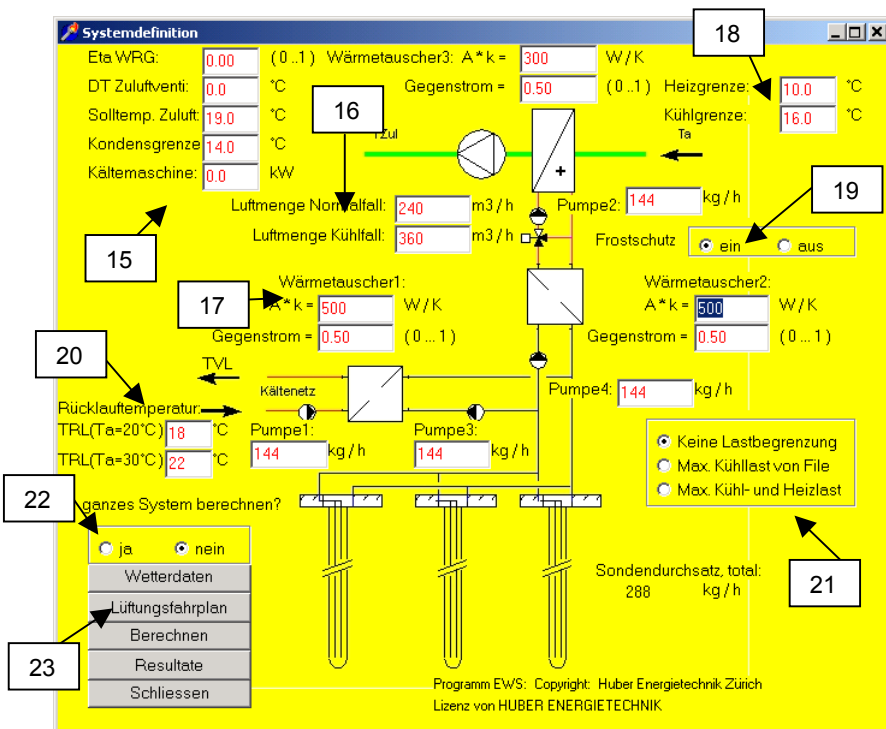 Systemdefinition
18
Eta WRG: 0.00 (0..1) Wärmetauscher3: A*k = 300 W/K
DT Zuluftventi: 0.0 °C Gegenstrom = 0.50 (0..1) Heizgrenze: 10.0 °C
Solltemp. Zuluft: 19.0 °C 16 Kühlgrenze: 16.0 °C
Kondensgrenze 14.0 °C TZul Ta
Kältemaschine: 0.0 kW +
Luftmenge Normalfall: 240 m3/h Pumpe2: 144 kg/h 19
15 Luftmenge Kühlfall: 360 m3/h Frostschutz ein aus
Wärmetauscher1: Wärmetauscher2:
17 A*k = 500 W/K A*k = 500 W/K
Gegenstrom = 0.50 (0...1) Gegenstrom = 0.50 (0...1)
20 TVL
Kältenetz Pumpe4: 144 kg/h
Rücklauftemperatur:
TRL(Ta=20°C) 18 °C Pumpe1: Pumpe3:
144 kg/h 144 kg/h
TRL(Ta=30°C) 22 °C
Keine Lastbegrenzung
Max. Kühllast von File
Max. Kühl- und Heizlast
22 ganzes System berechnen?
ja nein
21
Wetterdaten Sondendurchsatz, total:
288 kg/h
Lüftungsfahrplan
23 Berechnen
Resultate
Schliessen
Programm EWS: Copyright: Huber Energietechnik Zürich
Lizenz von HUBER ENERGIETECHNIK